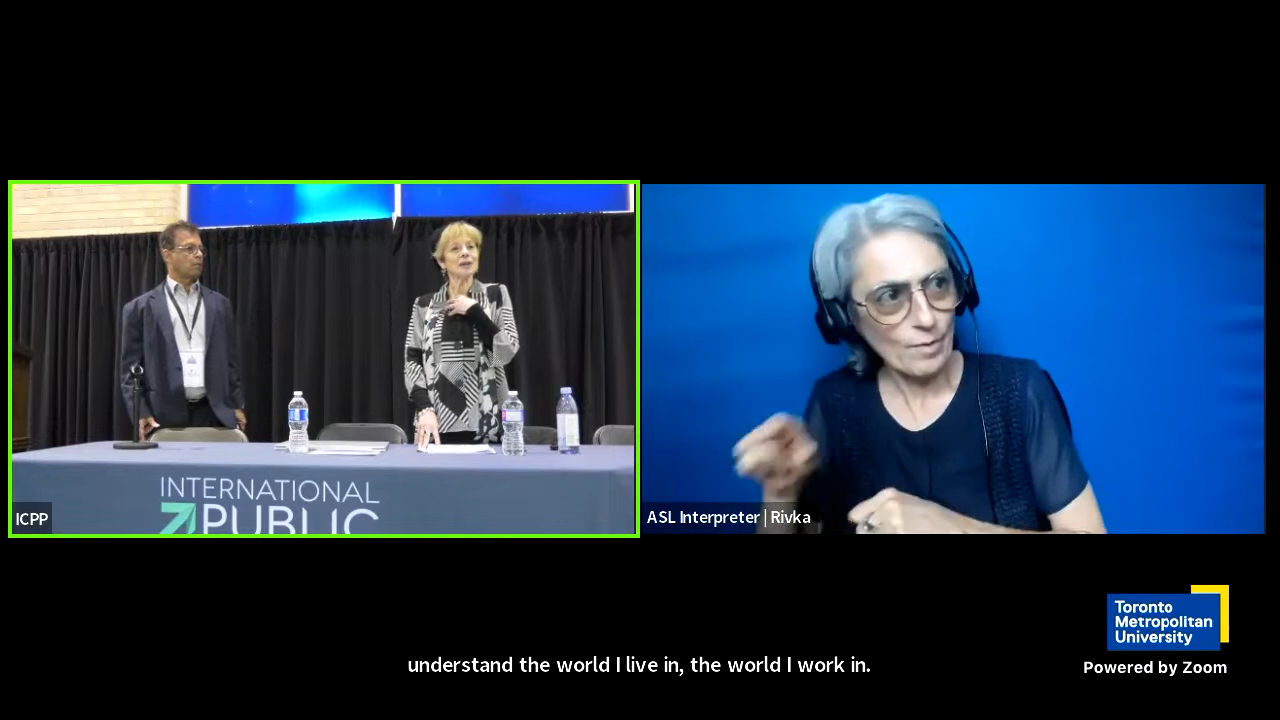 INTERNATIONAL
PUBLIC
ICPP
ASL Interpreter | Rivka
Toronto
Metropolitan
University
Powered by Zoom
understand the world I live in, the world I work in.